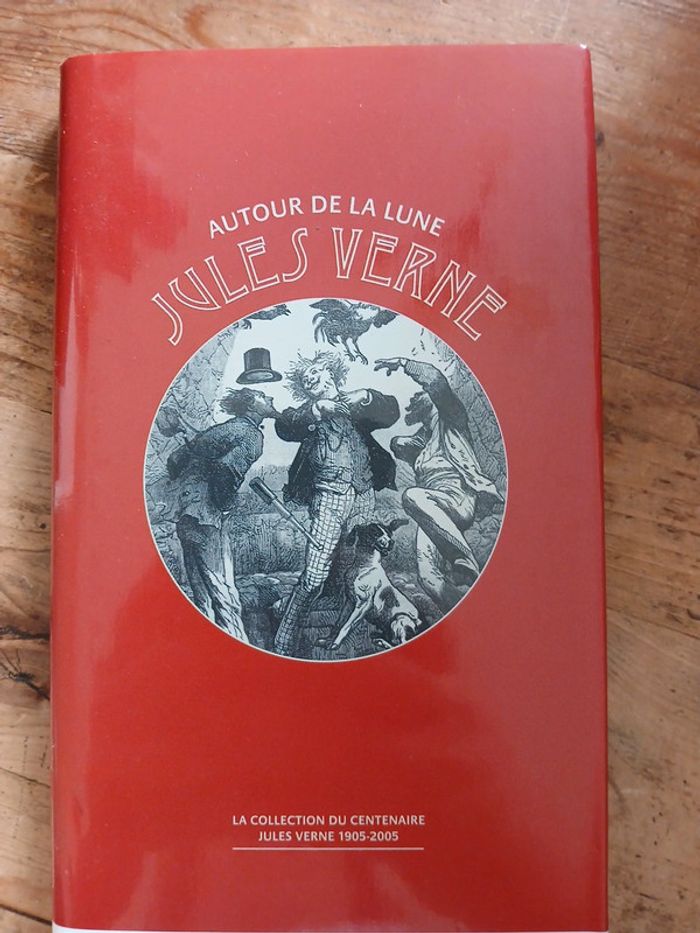 AUTOUR DE LA LUNE
JULES VERNE
LA COLLECTION DU CENTENAIRE
JULES VERNE 1905-2005